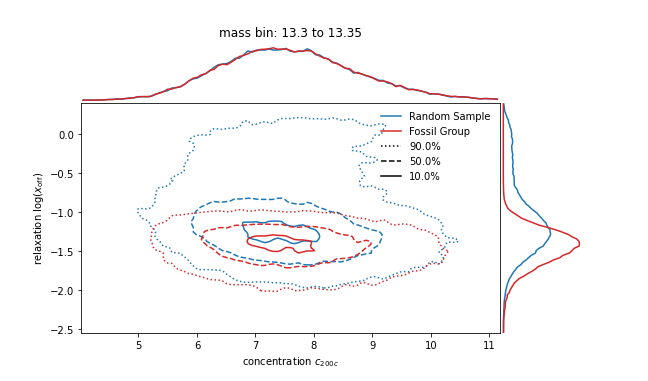 mass bin: 13.3 to 13.35
Random Sample
Fossil Group
90.0%
50.0%
10.0%
0.0
−0.5
−1.0
−1.5
−2.0
−2.5
relaxation log(x_off)
5 6 7 8 9 10 11
concentration c_200c